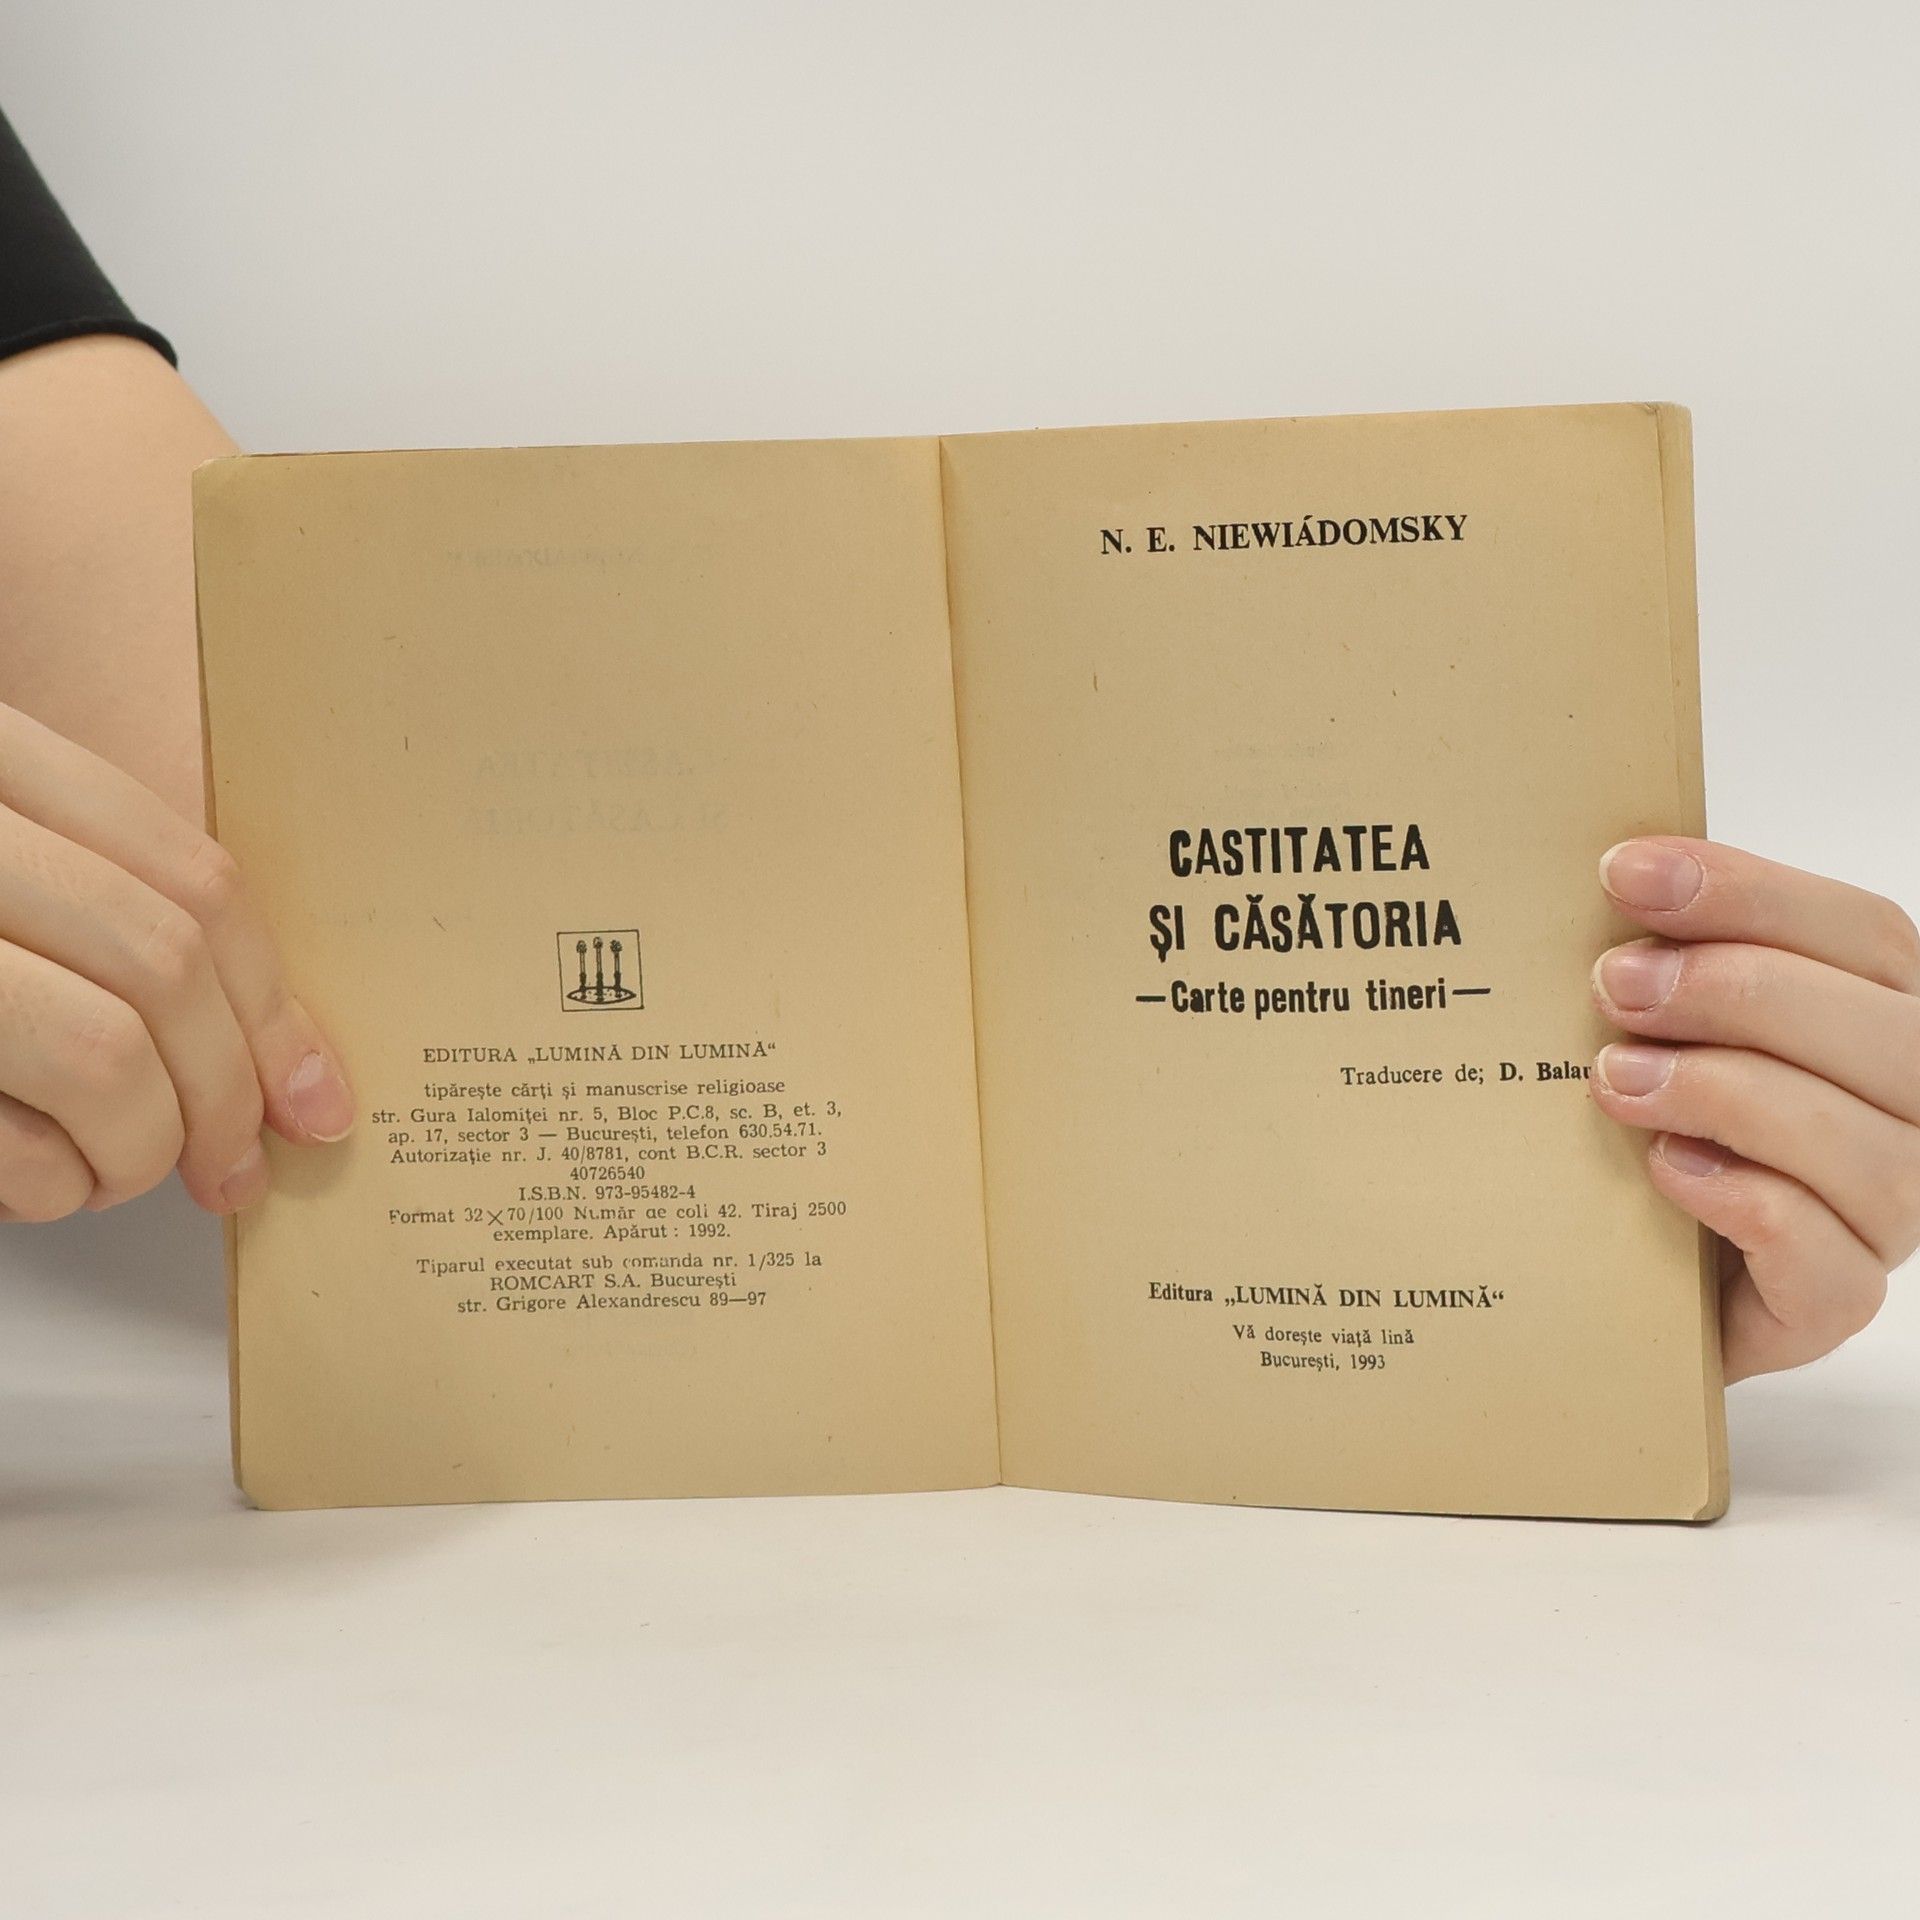 EDITURA „LUMINĂ DIN LUMINĂ“
tipărește cărți și manuscrise religioase
str. Gura Ialomiței nr. 5, Bloc P.C.8, sc. B, et. 3,
ap. 17, sector 3 — București, telefon 630.54.71.
Autorizație nr. J. 40/8781, cont B.C.R. sector 3
40726540
I.S.B.N. 973-95482-4
Format 32×70/100 Număr de coli 42. Tiraj 2500
exemplare. Apărut : 1992.
Tiparul executat sub comanda nr. 1/325 la
ROMCART S.A. București
str. Grigore Alexandrescu 89—97
N. E. NIEWIÁDOMSKY
CASTITATEA
ȘI CĂSĂTORIA
—Carte pentru tineri—
Traducere de; D.
Editura „LUMINĂ DIN LUMINĂ“
Vă dorește viață lină
București, 1993